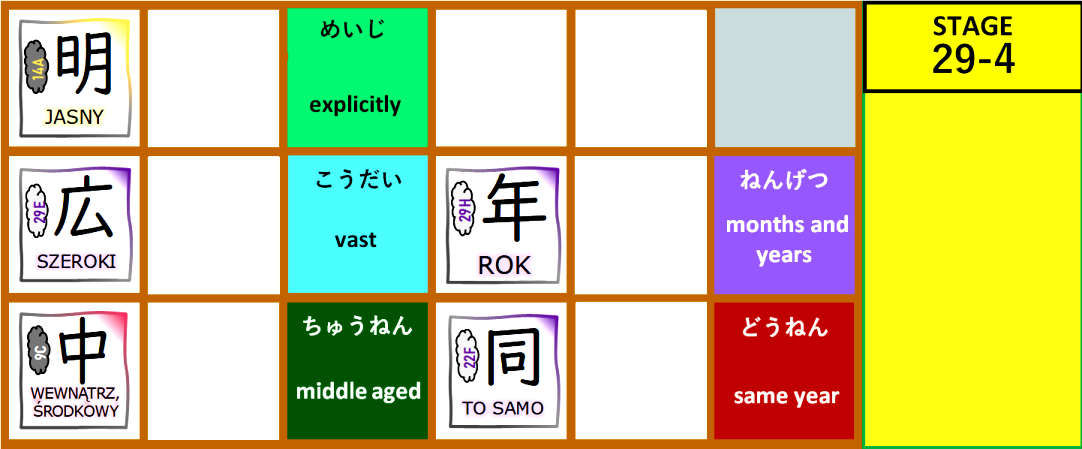 14A
明
JASNY
めいじ
explicitly
STAGE
29-4
29E
広
SZEROKI
こうだい
vast
29H
年
ROK
ねんげつ
months and
years
9C
中
WEWNĄTRZ,
ŚRODKOWY
ちゅうねん
middle aged
22F
同
TO SAMO
どうねん
same year